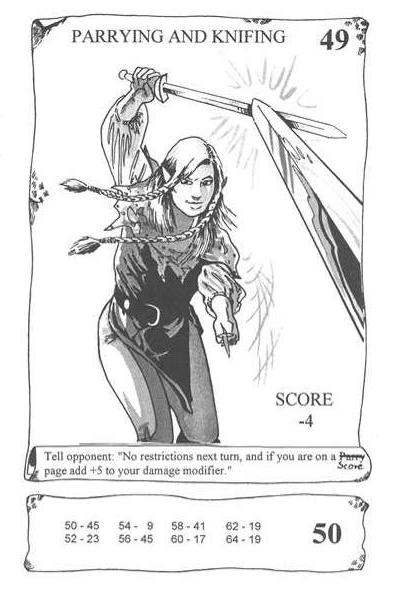 PARRYING AND KNIFING
49
SCORE
-4
Tell opponent: "No restrictions next turn, and if you are on a Parry Score
page add +5 to your damage modifier."
50 - 45 54 - 9 58 - 41 62 - 19
52 - 23 56 - 45 60 - 17 64 - 19
50